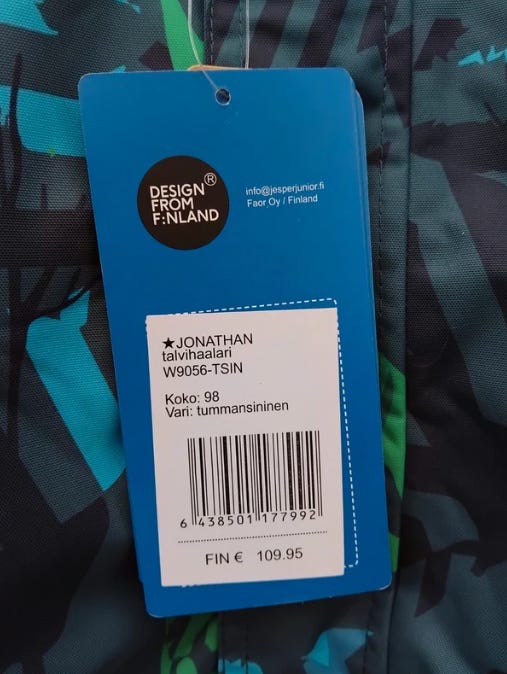 DESIGN ®
FROM
F:NLAND
info@jesperjunior.fi
Faor Oy / Finland
★JONATHAN
talvihaalari
W9056-TSIN
Koko: 98
Vari: tummansininen
6 438501 177992
FIN € 109.95